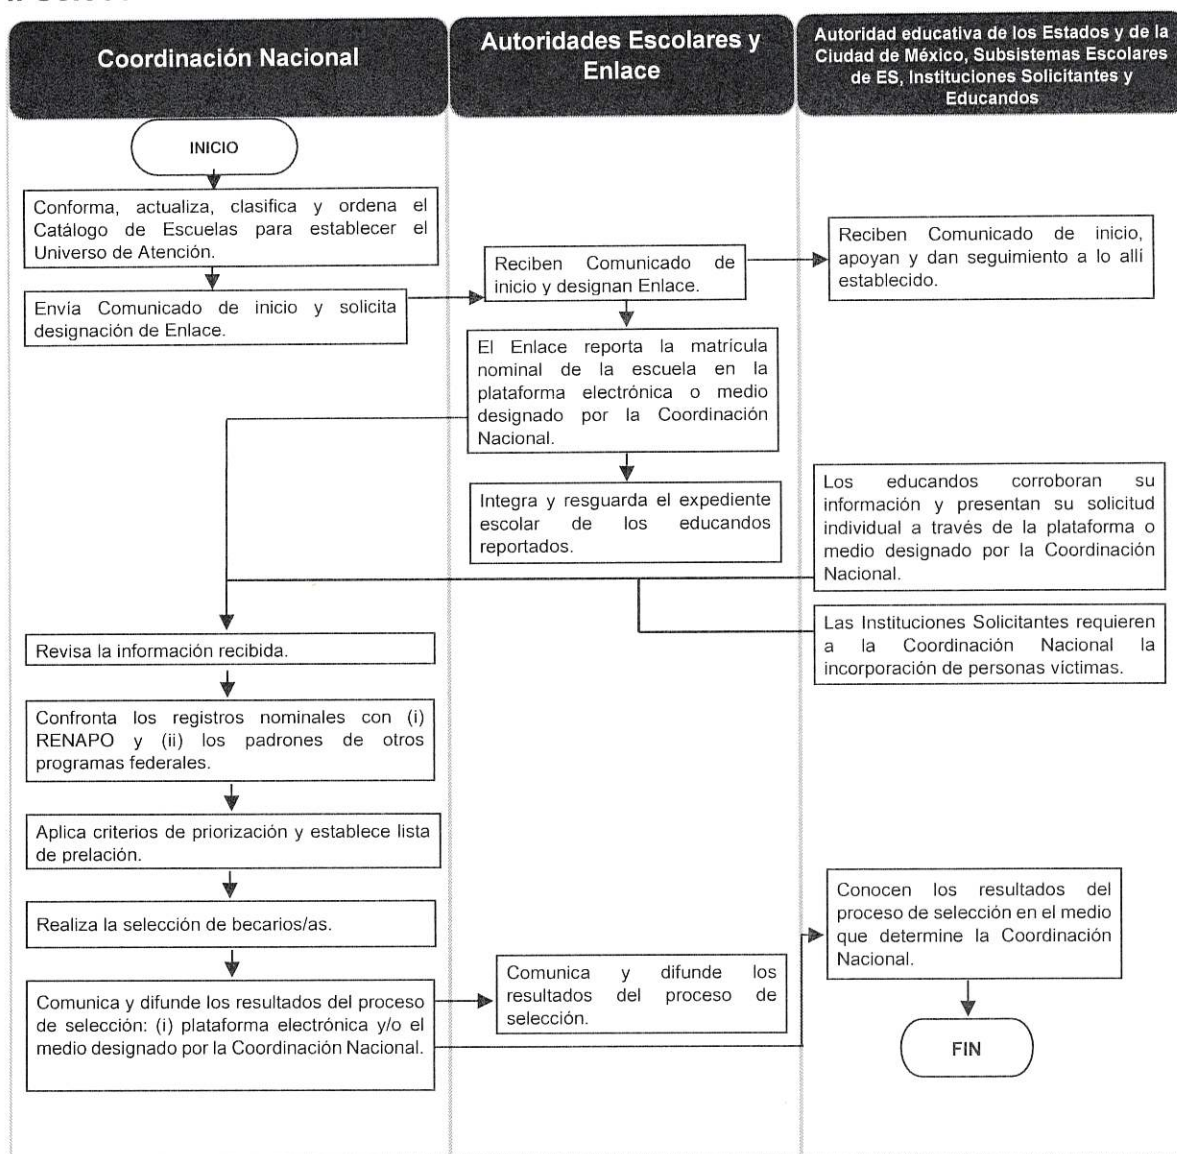 Coordinación Nacional
Autoridades Escolares y
Enlace
Autoridad educativa de los Estados y de la
Ciudad de México, Subsistemas Escolares
de ES, Instituciones Solicitantes y
Educandos
INICIO
Conforma, actualiza, clasifica y ordena el
Catálogo de Escuelas para establecer el
Universo de Atención.
Envía Comunicado de inicio y solicita
designación de Enlace.
Reciben Comunicado de
inicio y designan Enlace.
Reciben Comunicado de inicio,
apoyan y dan seguimiento a lo allí
establecido.
El Enlace reporta la matrícula
nominal de la escuela en la
plataforma electrónica o medio
designado por la Coordinación
Nacional.
Integra y resguarda el expediente
escolar de los educandos
reportados.
Los educandos corroboran su
información y presentan su solicitud
individual a través de la plataforma o
medio designado por la Coordinación
Nacional.
Las Instituciones Solicitantes requieren
a la Coordinación Nacional la
incorporación de personas víctimas.
Revisa la información recibida.
Confronta los registros nominales con (i)
RENAPO y (ii) los padrones de otros
programas federales.
Aplica criterios de priorización y establece lista
de prelación.
Realiza la selección de becarios/as.
Comunica y difunde los resultados del proceso
de selección: (i) plataforma electrónica y/o el
medio designado por la Coordinación Nacional.
Comunica y difunde los
resultados del proceso de
selección.
Conocen los resultados del
proceso de selección en el medio
que determine la Coordinación
Nacional.
FIN